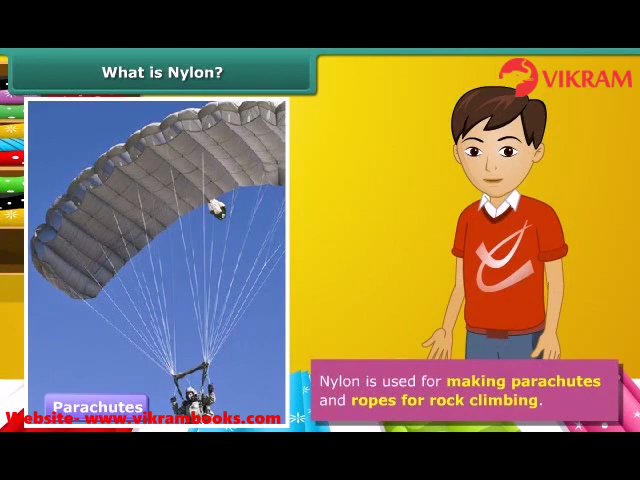 What is Nylon?
VIKRAM
Parachutes
Website- www.vikrambooks.com
Nylon is used for making parachutes
and ropes for rock climbing.